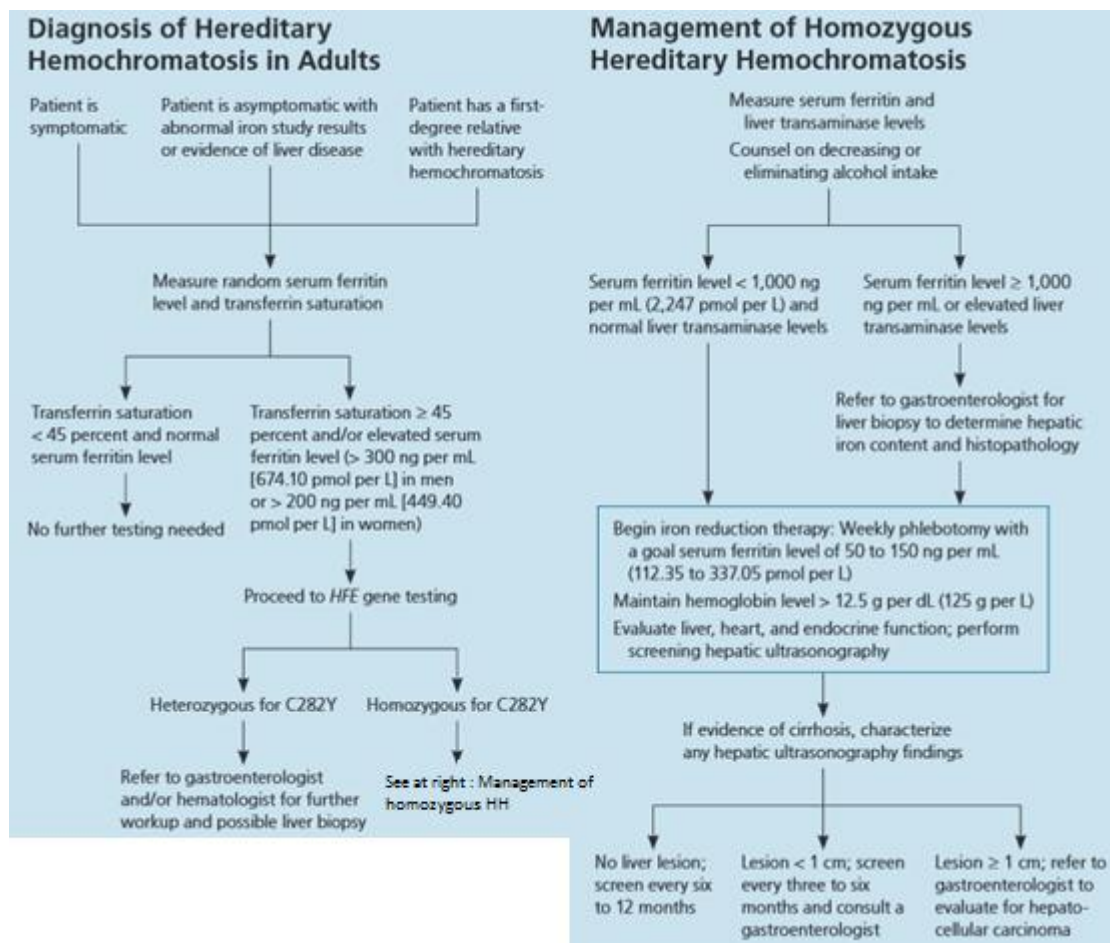 Diagnosis of Hereditary
Hemochromatosis in Adults
Patient is
symptomatic
Patient is asymptomatic with
abnormal iron study results
or evidence of liver disease
Patient has a first-
degree relative
with hereditary
hemochromatosis
Measure random serum ferritin
level and transferrin saturation
Transferrin saturation
< 45 percent and normal
serum ferritin level
No further testing needed
Transferrin saturation ≥ 45
percent and/or elevated serum
ferritin level (> 300 ng per mL
[674.10 pmol per L] in men
or > 200 ng per mL [449.40
pmol per L] in women)
Proceed to HFE gene testing
Heterozygous for C282Y
Refer to gastroenterologist
and/or hematologist for further
workup and possible liver biopsy
Homozygous for C282Y
See at right : Management of
homozygous HH
Management of Homozygous
Hereditary Hemochromatosis
Measure serum ferritin and
liver transaminase levels
Counsel on decreasing or
eliminating alcohol intake
Serum ferritin level < 1,000 ng
per mL (2,247 pmol per L) and
normal liver transaminase levels
Serum ferritin level ≥ 1,000
ng per mL or elevated liver
transaminase levels
Refer to gastroenterologist for
liver biopsy to determine hepatic
iron content and histopathology
Begin iron reduction therapy: Weekly phlebotomy with
a goal serum ferritin level of 50 to 150 ng per mL
(112.35 to 337.05 pmol per L)
Maintain hemoglobin level > 12.5 g per dL (125 g per L)
Evaluate liver, heart, and endocrine function; perform
screening hepatic ultrasonography
If evidence of cirrhosis, characterize
any hepatic ultrasonography findings
No liver lesion;
screen every six
to 12 months
Lesion < 1 cm; screen
every three to six
months and consult a
gastroenterologist
Lesion ≥ 1 cm; refer to
gastroenterologist to
evaluate for hepato-
cellular carcinoma